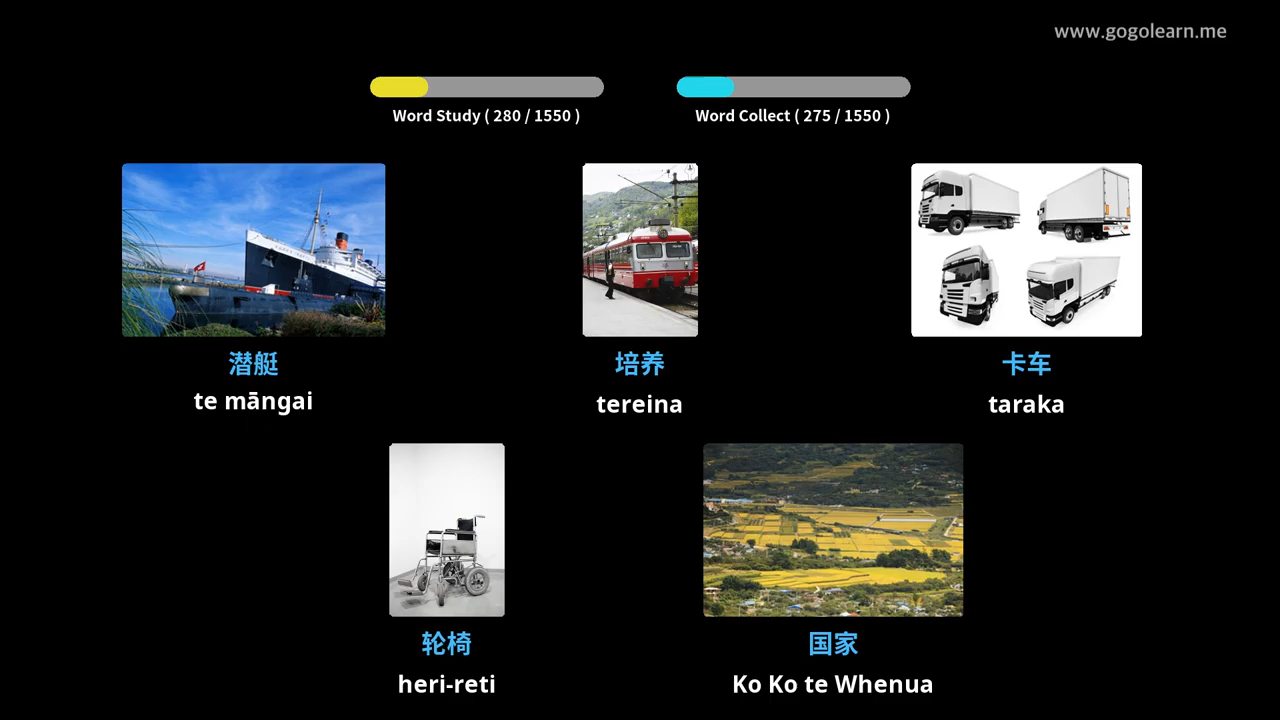 www.gogolearn.me
Word Study ( 280 / 1550 )
Word Collect ( 275 / 1550 )
潜艇
te māngai
培养
tereina
卡车
taraka
轮椅
heri-reti
国家
Ko Ko te Whenua